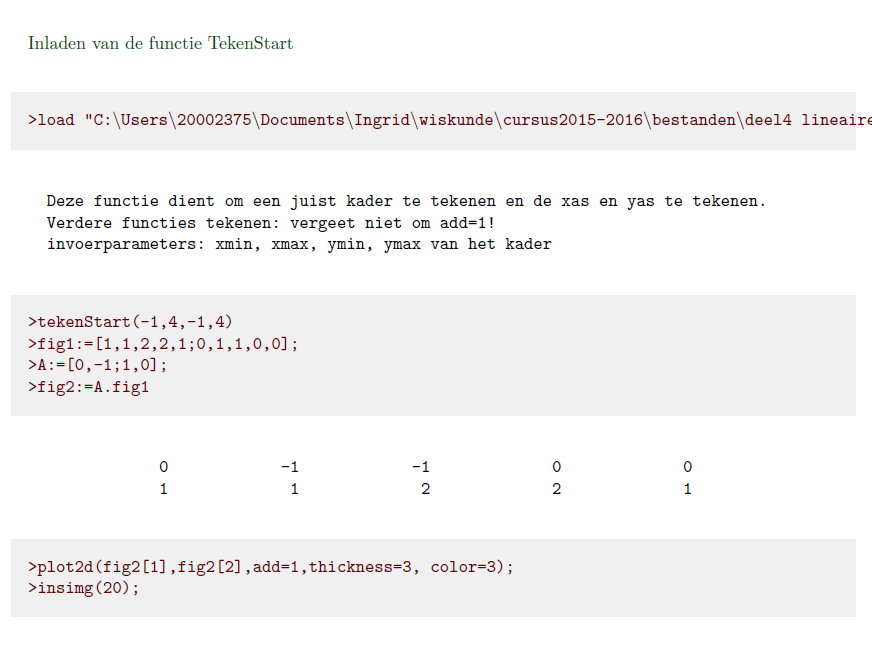 Inladen van de functie TekenStart
>load "C:\Users\20002375\Documents\Ingrid\wiskunde\cursus2015-2016\bestanden\deel4 lineaire
Deze functie dient om een juist kader te tekenen en de xas en yas te tekenen.
Verdere functies tekenen: vergeet niet om add=1!
invoerparameters: xmin, xmax, ymin, ymax van het kader
>tekenStart(-1,4,-1,4)
>fig1:=[1,1,2,2,1;0,1,1,0,0];
>A:=[0,-1;1,0];
>fig2:=A.fig1
0 -1 -1 0 0
1 1 2 2 1
>plot2d(fig2[1],fig2[2],add=1,thickness=3, color=3);
>insimg(20);